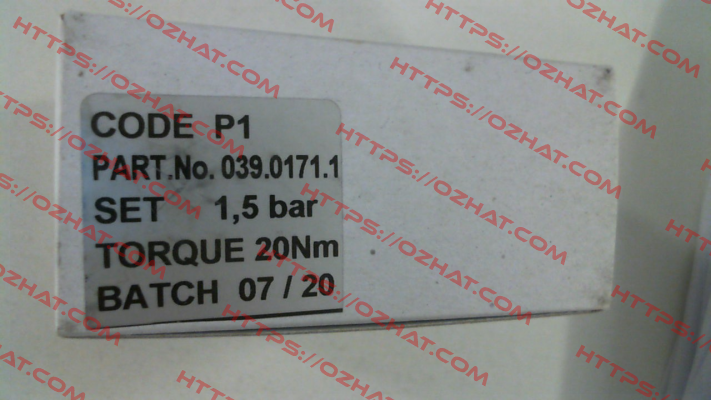 CODE P1
PART.No. 039.0171.1
SET 1,5 bar
TORQUE 20Nm
BATCH 07 / 20
HTTPS://OZHAT.COM